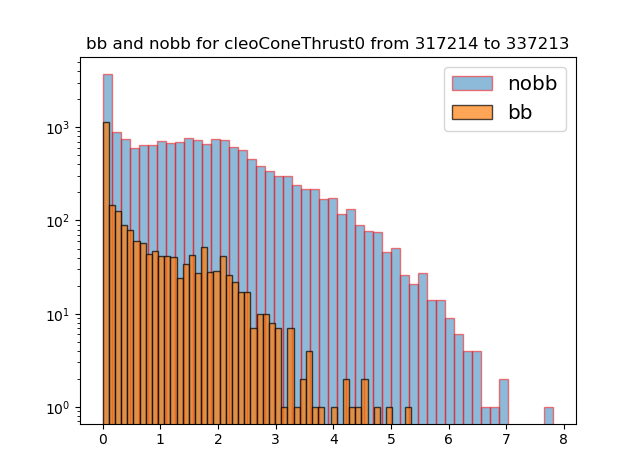 bb and nobb for cleoConeThrust0 from 317214 to 337213
nobb
bb
10³
10²
10¹
10⁰
0 1 2 3 4 5 6 7 8